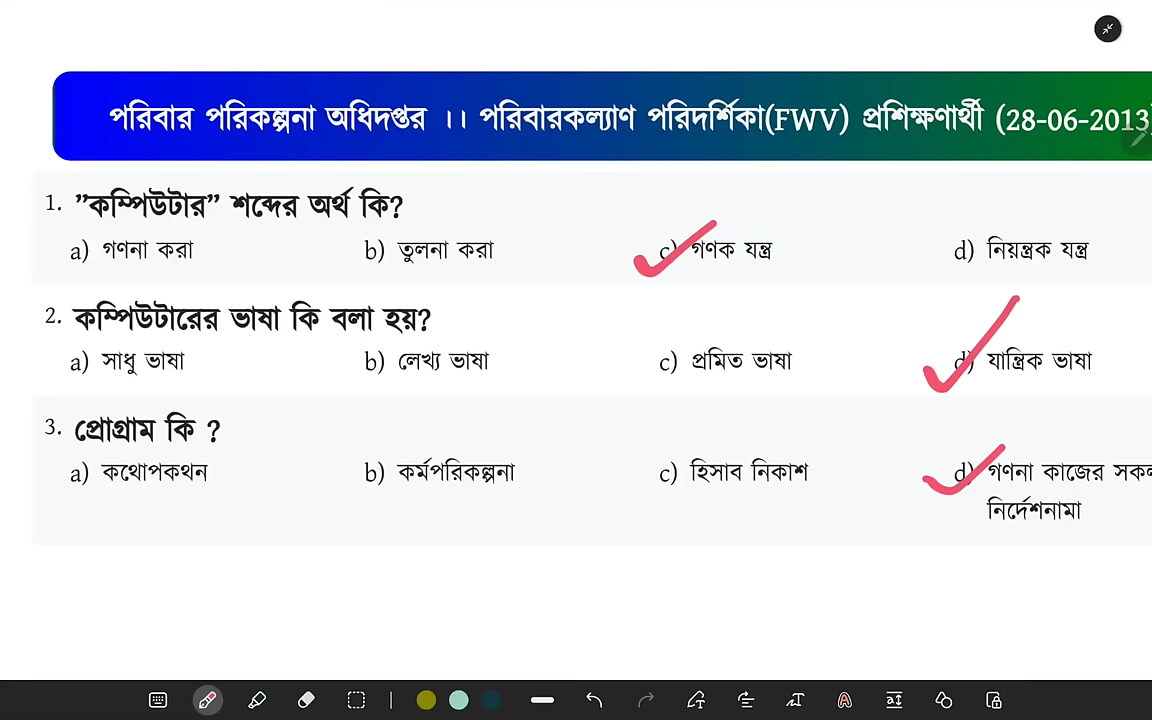 পরিবার পরিকল্পনা অধিদপ্তর ।। পরিবারকল্যাণ পরিদর্শিকা(FWV) প্রশিক্ষণার্থী (28-06-2013)
1. ”কম্পিউটার” শব্দের অর্থ কি?
a) গণনা করা b) তুলনা করা c) গণক যন্ত্র d) নিয়ন্ত্রক যন্ত্র
2. কম্পিউটারের ভাষা কি বলা হয়?
a) সাধু ভাষা b) লেখ্য ভাষা c) প্রমিত ভাষা d) যান্ত্রিক ভাষা
3. প্রোগ্রাম কি ?
a) কথোপকথন b) কর্মপরিকল্পনা c) হিসাব নিকাশ d) গণনা কাজের সকল
নির্দেশনামা